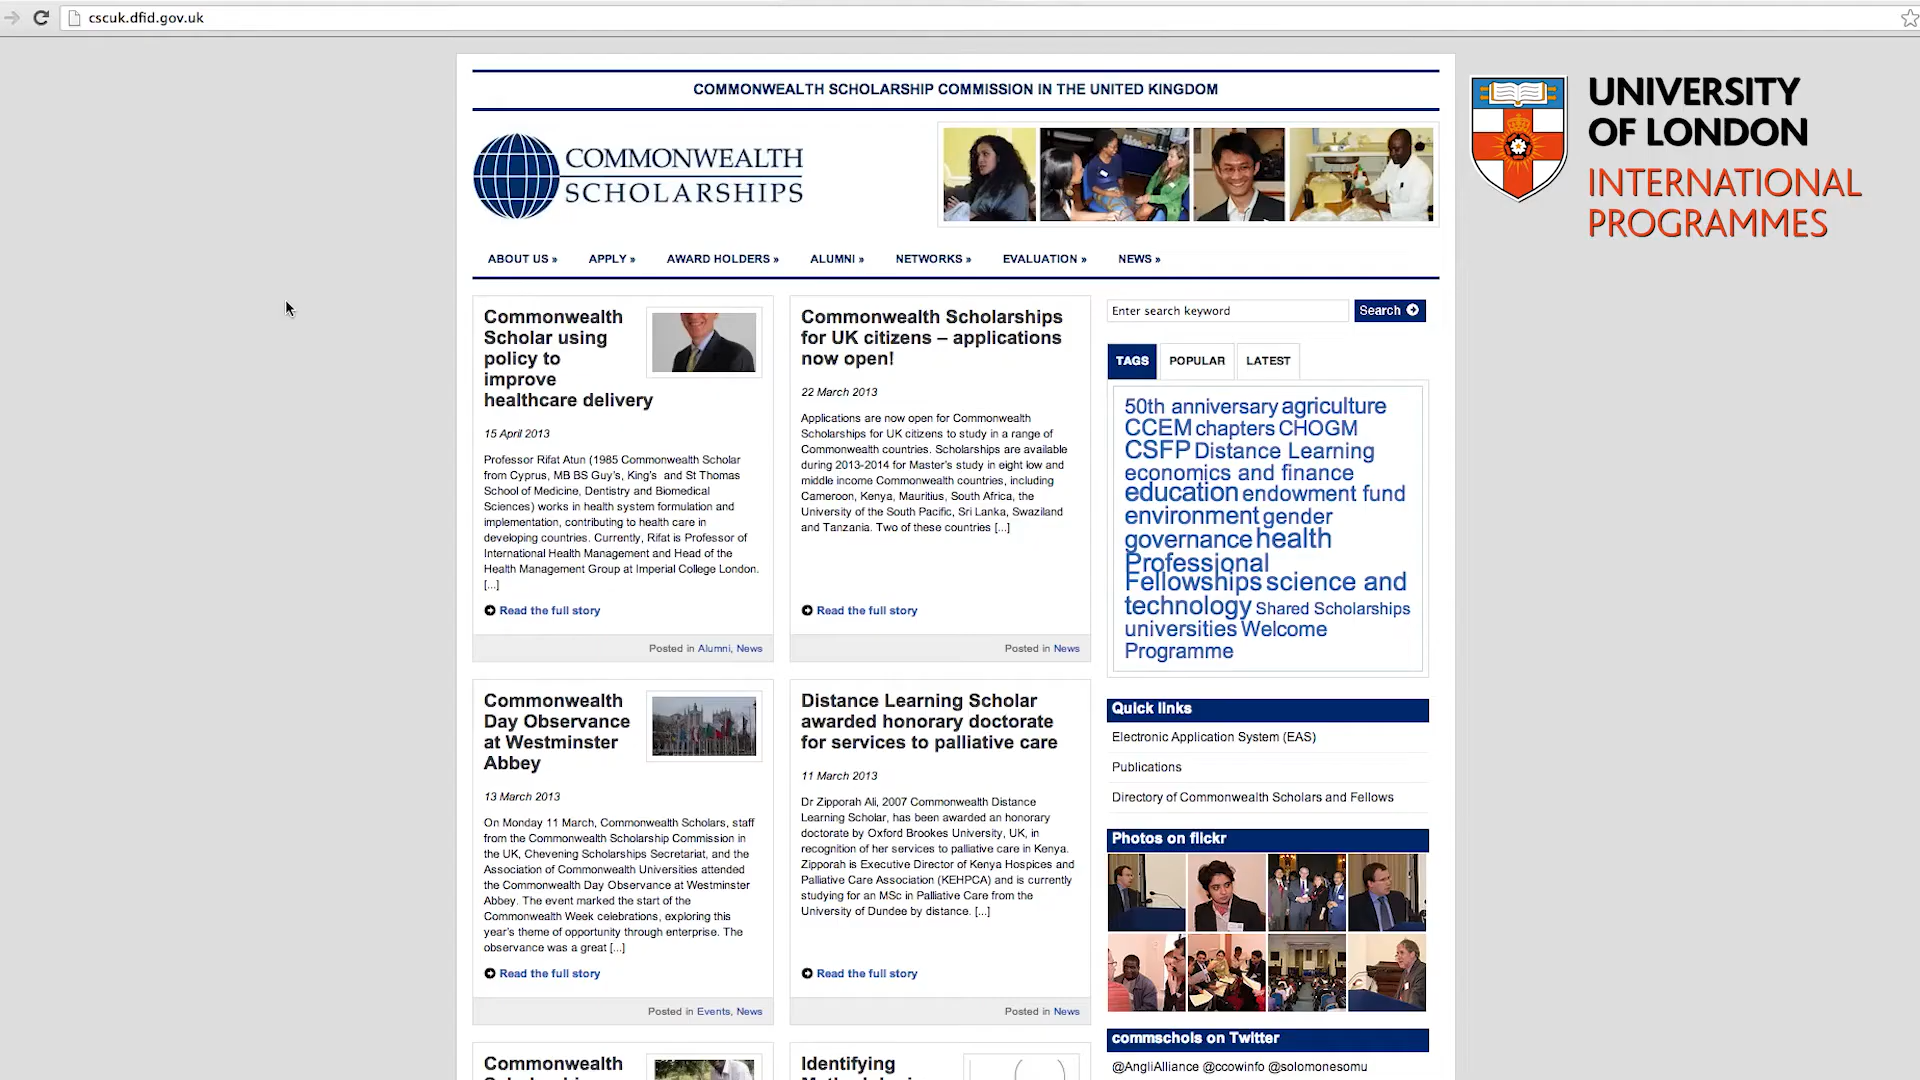 cscuk.dfid.gov.uk
COMMONWEALTH SCHOLARSHIP COMMISSION IN THE UNITED KINGDOM
COMMONWEALTH
SCHOLARSHIPS
UNIVERSITY
OF LONDON
INTERNATIONAL
PROGRAMMES
ABOUT US » APPLY » AWARD HOLDERS » ALUMNI » NETWORKS » EVALUATION » NEWS »
Commonwealth
Scholar using
policy to
improve
healthcare delivery
15 April 2013
Professor Rifat Atun (1985 Commonwealth Scholar
from Cyprus, MB BS Guy's, King's and St Thomas
School of Medicine, Dentistry and Biomedical
Sciences) works in health system formulation and
implementation, contributing to health care in
developing countries. Currently, Rifat is Professor of
International Health Management and Head of the
Health Management Group at Imperial College London.
[...]
Read the full story
Posted in Alumni, News
Commonwealth Scholarships
for UK citizens – applications
now open!
22 March 2013
Applications are now open for Commonwealth
Scholarships for UK citizens to study in a range of
Commonwealth countries. Scholarships are available
during 2013-2014 for Master's study in eight low and
middle income Commonwealth countries, including
Cameroon, Kenya, Mauritius, South Africa, the
University of the South Pacific, Sri Lanka, Swaziland
and Tanzania. Two of these countries [...]
Read the full story
Posted in News
Commonwealth
Day Observance
at Westminster
Abbey
13 March 2013
On Monday 11 March, Commonwealth Scholars, staff
from the Commonwealth Scholarship Commission in
the UK, Chevening Scholarships Secretariat, and the
Association of Commonwealth Universities attended
the Commonwealth Day Observance at Westminster
Abbey. The event marked the start of the
Commonwealth Week celebrations, exploring this
year's theme of opportunity through enterprise. The
observance was a great [...]
Read the full story
Posted in Events, News
Distance Learning Scholar
awarded honorary doctorate
for services to palliative care
11 March 2013
Dr Zipporah Ali, 2007 Commonwealth Distance
Learning Scholar, has been awarded an honorary
doctorate by Oxford Brookes University, UK, in
recognition of her services to palliative care in Kenya.
Zipporah is Executive Director of Kenya Hospices and
Palliative Care Association (KEHPCA) and is currently
studying for an MSc in Palliative Care from the
University of Dundee by distance. [...]
Read the full story
Posted in News
Commonwealth
Identifying
Enter search keyword Search
TAGS POPULAR LATEST
50th anniversary agriculture
CCEM chapters CHOGM
CSFP Distance Learning
economics and finance
education endowment fund
environment gender
governance health
Professional
Fellowships science and
technology Shared Scholarships
universities Welcome
Programme
Quick links
Electronic Application System (EAS)
Publications
Directory of Commonwealth Scholars and Fellows
Photos on flickr
commschols on Twitter
@AngliAlliance @ccowinfo @solomonesomu